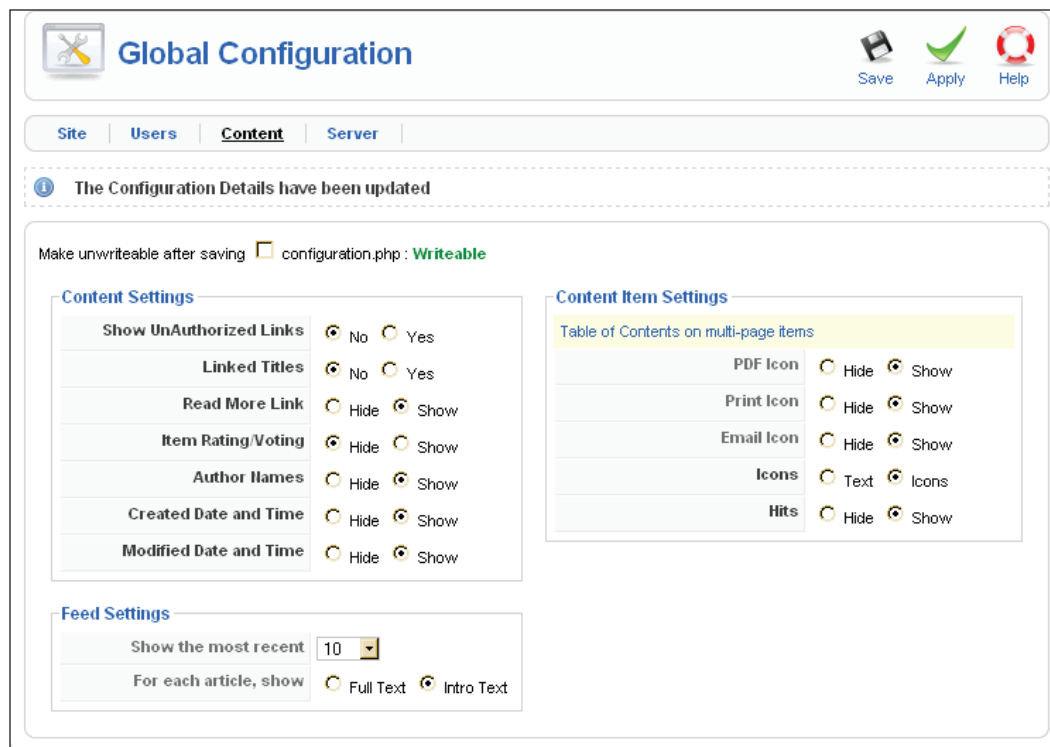 Global Configuration
Save Apply Help
Site Users Content Server
The Configuration Details have been updated
Make unwriteable after saving configuration.php : Writeable
Content Settings
Show UnAuthorized Links No Yes
Linked Titles No Yes
Read More Link Hide Show
Item Rating/Voting Hide Show
Author Names Hide Show
Created Date and Time Hide Show
Modified Date and Time Hide Show
Content Item Settings
Table of Contents on multi-page items
PDF Icon Hide Show
Print Icon Hide Show
Email Icon Hide Show
Icons Text Icons
Hits Hide Show
Feed Settings
Show the most recent 10
For each article, show Full Text Intro Text